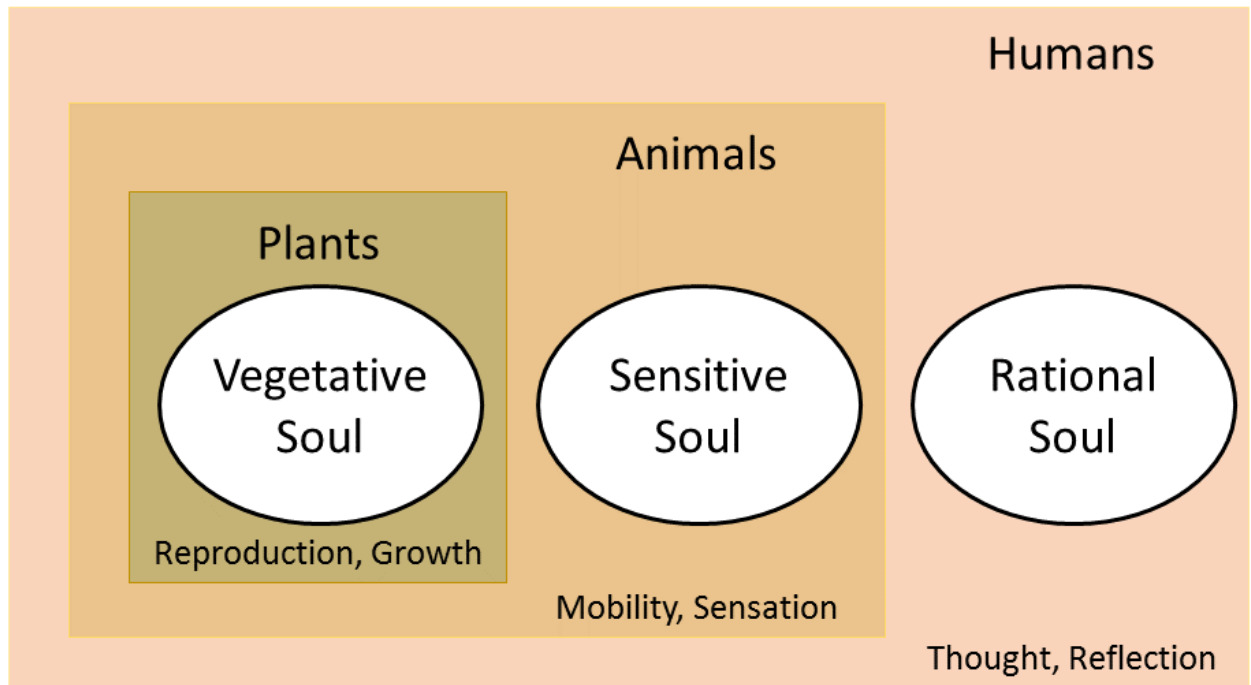 Humans
Animals
Plants
Vegetative
Soul
Sensitive
Soul
Rational
Soul
Reproduction, Growth
Mobility, Sensation
Thought, Reflection